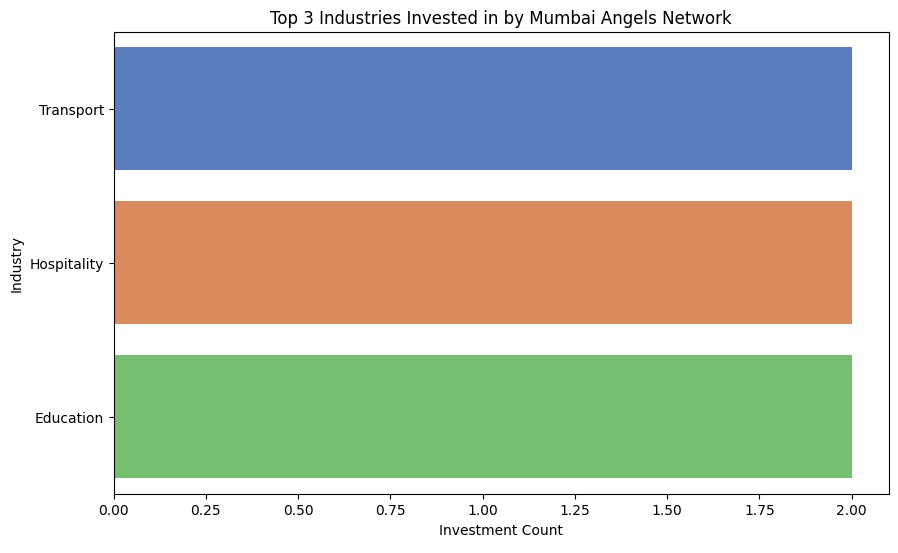 Top 3 Industries Invested in by Mumbai Angels Network
Transport
Hospitality
Education
Industry
0.00 0.25 0.50 0.75 1.00 1.25 1.50 1.75 2.00
Investment Count